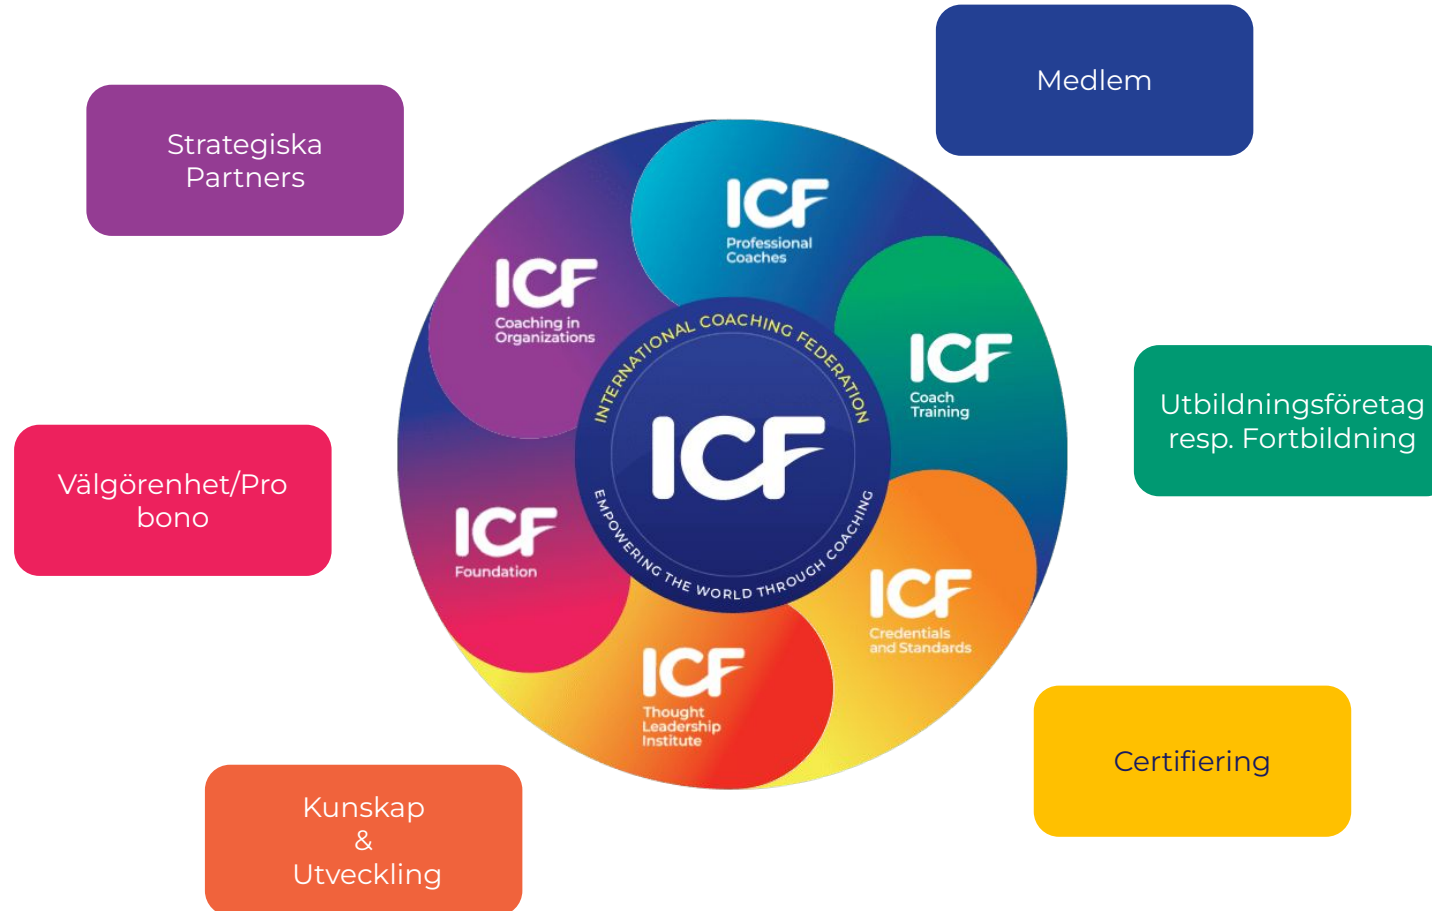 Medlem
Strategiska
Partners
ICF
Professional
Coaches
ICF
Coaching in
Organizations
INTERNATIONAL COACHING FEDERATION
ICF
EMPOWERING THE WORLD THROUGH COACHING
ICF
Coach
Training
Utbildningsföretag
resp. Fortbildning
Välgörenhet/Pro
bono
ICF
Foundation
ICF
Credentials
and Standards
ICF
Thought
Leadership
Institute
Certifiering
Kunskap
&
Utveckling